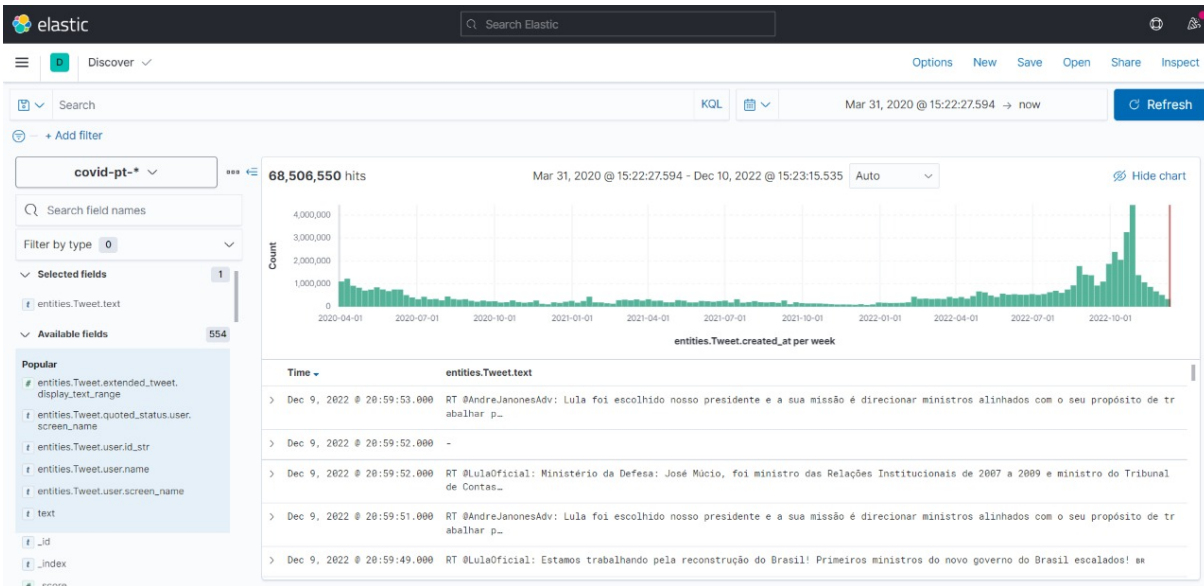 elastic
Search Elastic
D Discover
Options New Save Open Share Inspect
Search
KQL
Mar 31, 2020 @ 15:22:27.594 → now
Refresh
+ Add filter
covid-pt-*
Search field names
Filter by type 0
Selected fields 1
t entities.Tweet.text
Available fields 554
Popular
# entities.Tweet.extended_tweet.
display_text_range
t entities.Tweet.quoted_status.user.
screen_name
t entities.Tweet.user.id_str
t entities.Tweet.user.name
t entities.Tweet.user.screen_name
t text
t _id
t _index
# _score
68,506,550 hits
Mar 31, 2020 @ 15:22:27.594 - Dec 10, 2022 @ 15:23:15.535 Auto
Hide chart
Count
4,000,000
3,000,000
2,000,000
1,000,000
0
2020-04-01 2020-07-01 2020-10-01 2021-01-01 2021-04-01 2021-07-01 2021-10-01 2022-01-01 2022-04-01 2022-07-01 2022-10-01
entities.Tweet.created_at per week
Time entities.Tweet.text
> Dec 9, 2022 @ 20:59:53.000 RT @AndreJanonesAdv: Lula foi escolhido nosso presidente e a sua missão é direcionar ministros alinhados com o seu propósito de tr
abalhar p…
> Dec 9, 2022 @ 20:59:52.000 -
> Dec 9, 2022 @ 20:59:52.000 RT @LulaOficial: Ministério da Defesa: José Múcio, foi ministro das Relações Institucionais de 2007 a 2009 e ministro do Tribunal
de Contas…
> Dec 9, 2022 @ 20:59:51.000 RT @AndreJanonesAdv: Lula foi escolhido nosso presidente e a sua missão é direcionar ministros alinhados com o seu propósito de tr
abalhar p…
> Dec 9, 2022 @ 20:59:49.000 RT @LulaOficial: Estamos trabalhando pela reconstrução do Brasil! Primeiros ministros do novo governo do Brasil escalados! BR